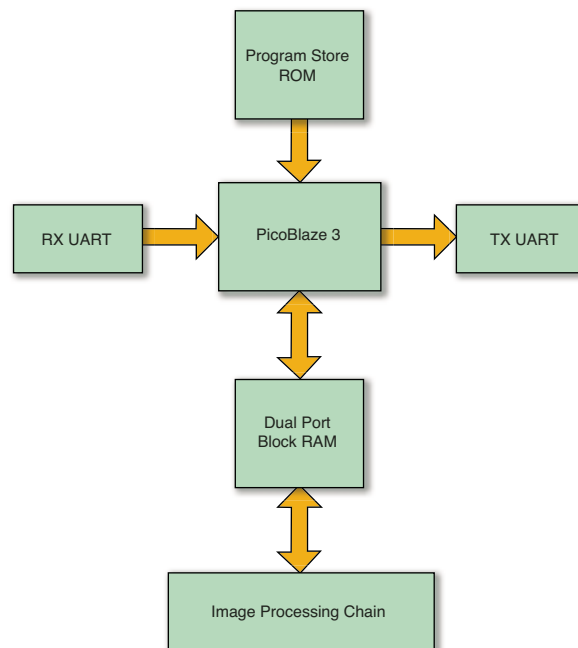 Program Store
ROM
RX UART
PicoBlaze 3
TX UART
Dual Port
Block RAM
Image Processing Chain